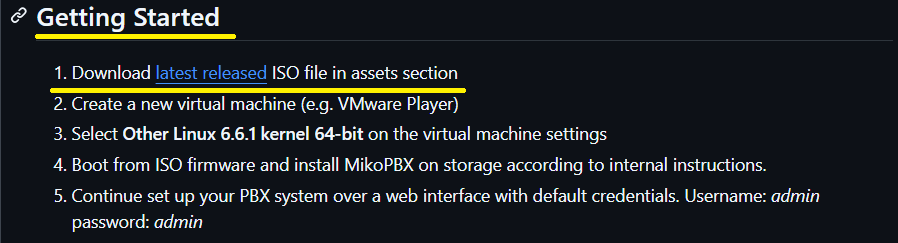 Getting Started
1. Download latest released ISO file in assets section
2. Create a new virtual machine (e.g. VMware Player)
3. Select Other Linux 6.6.1 kernel 64-bit on the virtual machine settings
4. Boot from ISO firmware and install MikoPBX on storage according to internal instructions.
5. Continue set up your PBX system over a web interface with default credentials. Username: admin
password: admin